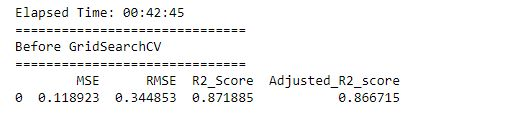 Elapsed Time: 00:42:45
==============================
Before GridSearchCV
==============================
MSE RMSE R2_Score Adjusted_R2_score
0 0.118923 0.344853 0.871885 0.866715